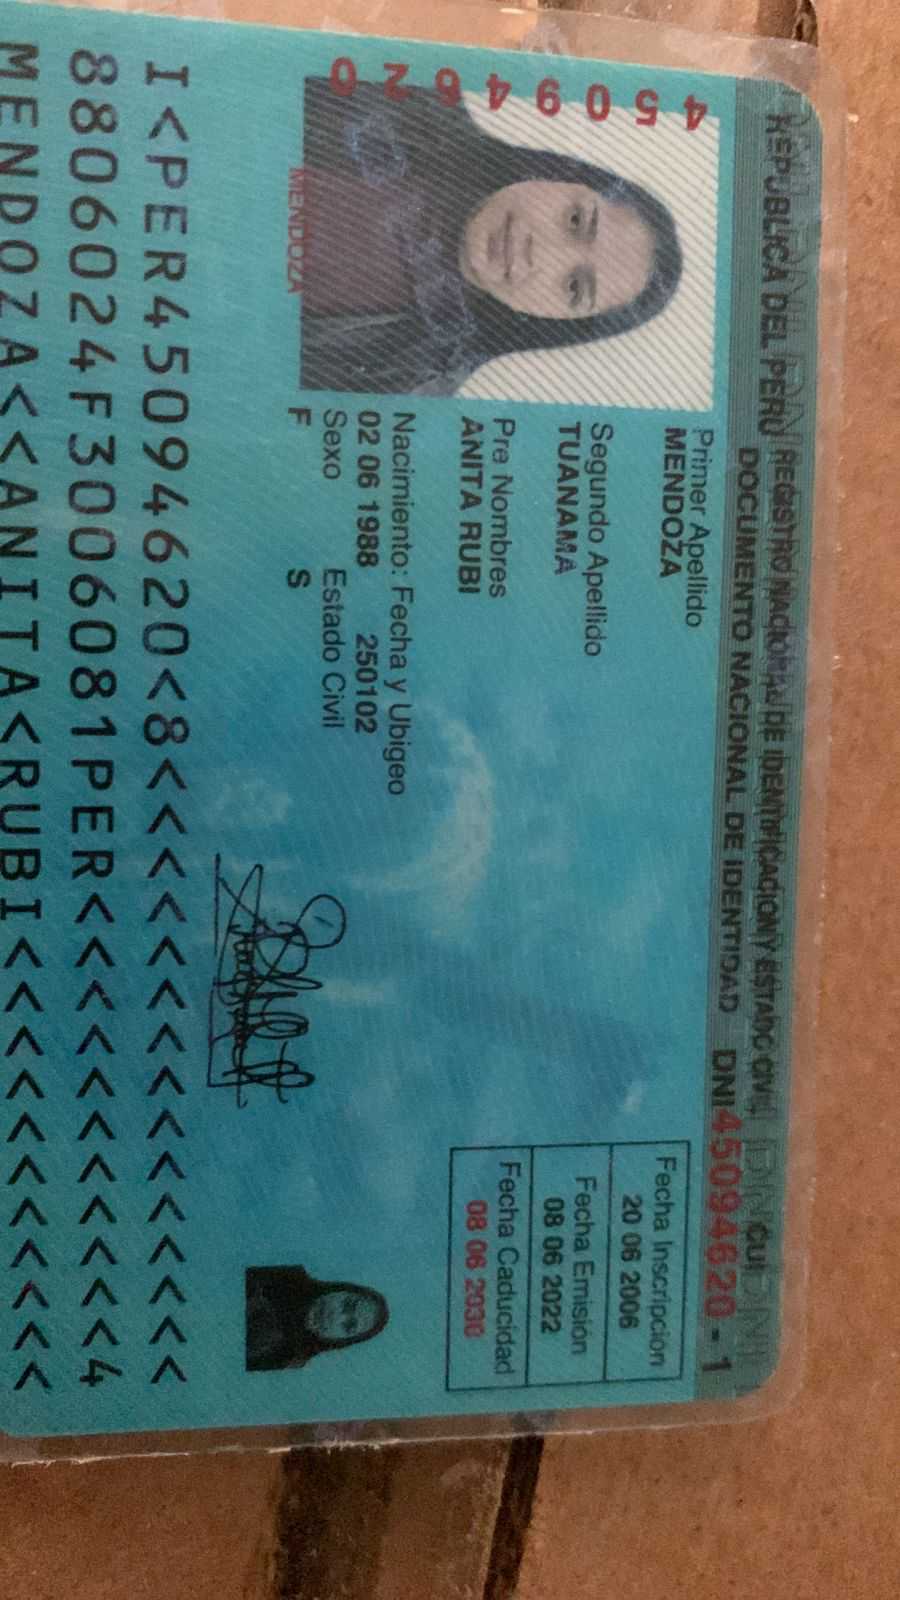 REPUBLICA DEL PERÚ REGISTRO NACIONAL DE IDENTIFICACION Y ESTADO CIVIL
CUI
DOCUMENTO NACIONAL DE IDENTIDAD DNI 45094620 - 1
45094620
MENDOZA
Primer Apellido
MENDOZA
Segundo Apellido
TUANAMA
Pre Nombres
ANITA RUBI
Nacimiento: Fecha y Ubigeo
02 06 1988 250102
Sexo Estado Civil
F S
Fecha Inscripción
20 06 2006
Fecha Emisión
08 06 2022
Fecha Caducidad
08 06 2030
I<PER45094620<8<<<<<<<<<<<<<<<
8806024F3006081PER<<<<<<<<<<<4
MENDOZA<<ANITA<RUBI<<<<<<<<<<<